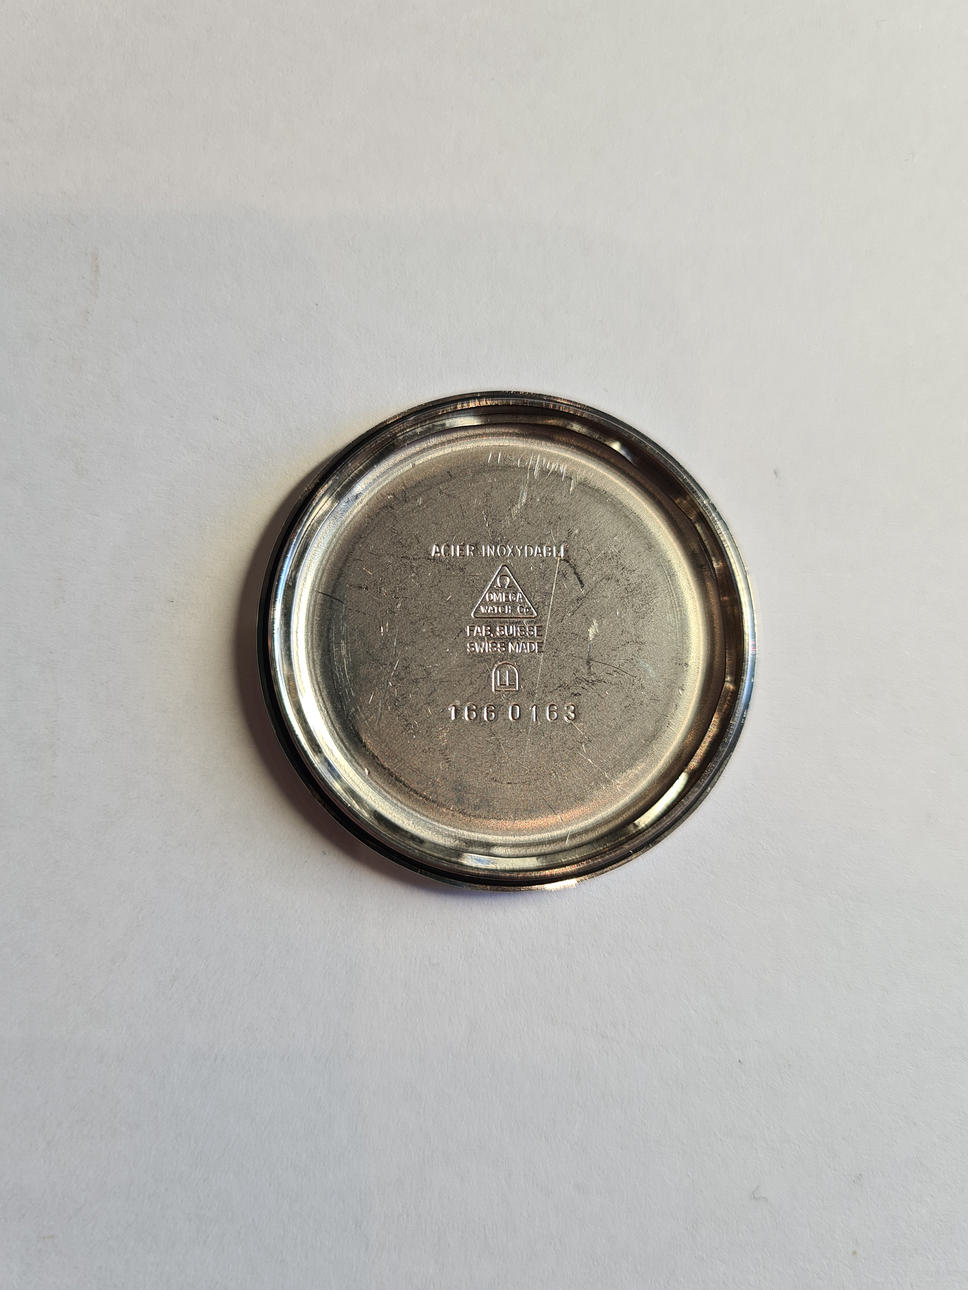 ACIER INOXYDABLE
Ω
OMEGA
WATCH Co
FAB. SUISSE
SWISS MADE
166 0163